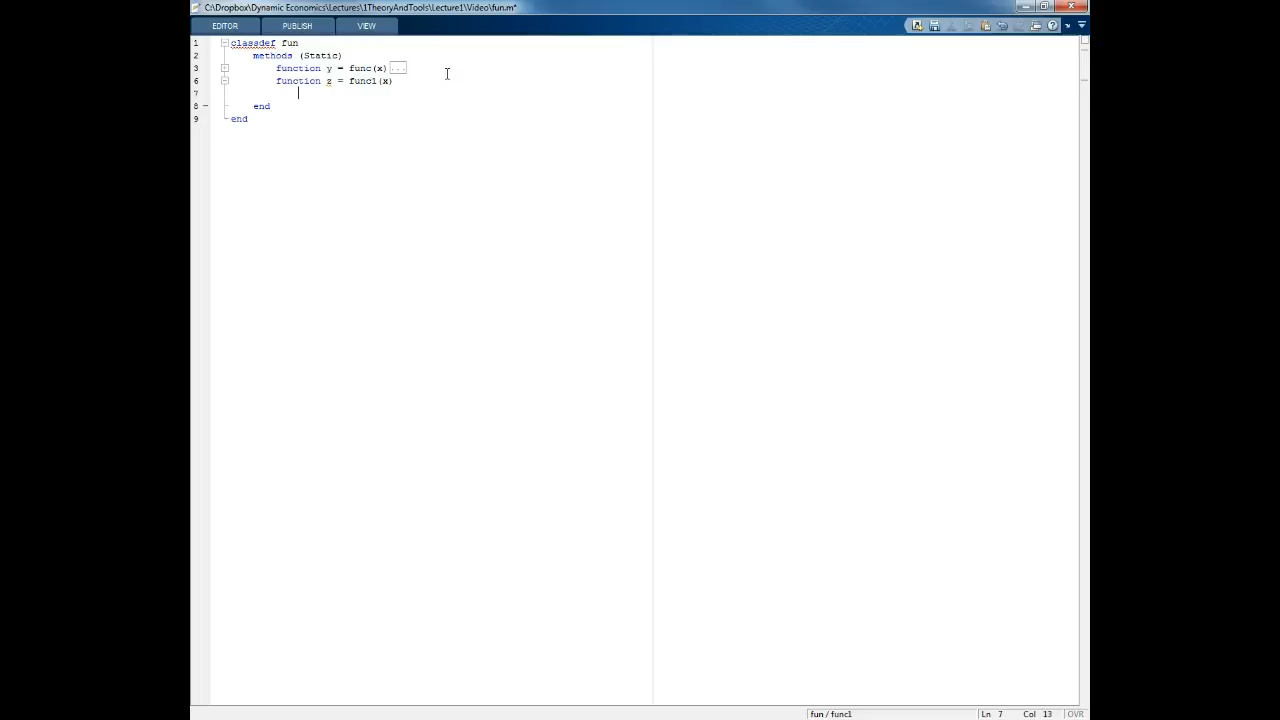 C:\Dropbox\Dynamic Economics\Lectures\1TheoryAndTools\Lecture1\Video\fun.m*
EDITOR PUBLISH VIEW
1 classdef fun
2 methods (Static)
3 function y = func(x) ...
6 function z = func1(x)
7
8 end
9 end
fun / func1 Ln 7 Col 13 OVR